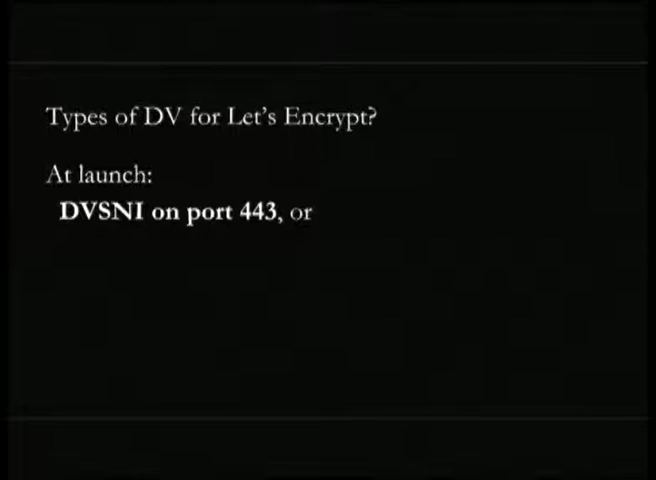 Types of DV for Let's Encrypt?
At launch:
DVSNI on port 443, or